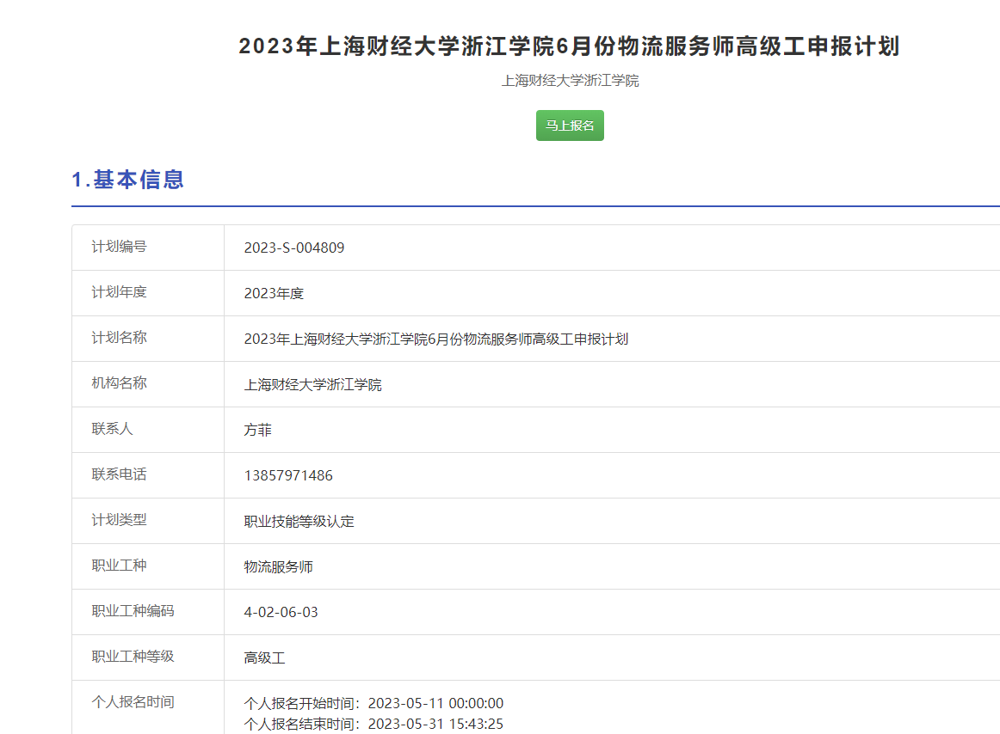 2023年上海财经大学浙江学院6月份物流服务师高级工申报计划
上海财经大学浙江学院
马上报名
1.基本信息
计划编号 2023-S-004809
计划年度 2023年度
计划名称 2023年上海财经大学浙江学院6月份物流服务师高级工申报计划
机构名称 上海财经大学浙江学院
联系人 方菲
联系电话 13857971486
计划类型 职业技能等级认定
职业工种 物流服务师
职业工种编码 4-02-06-03
职业工种等级 高级工
个人报名时间 个人报名开始时间：2023-05-11 00:00:00
个人报名结束时间：2023-05-31 15:43:25